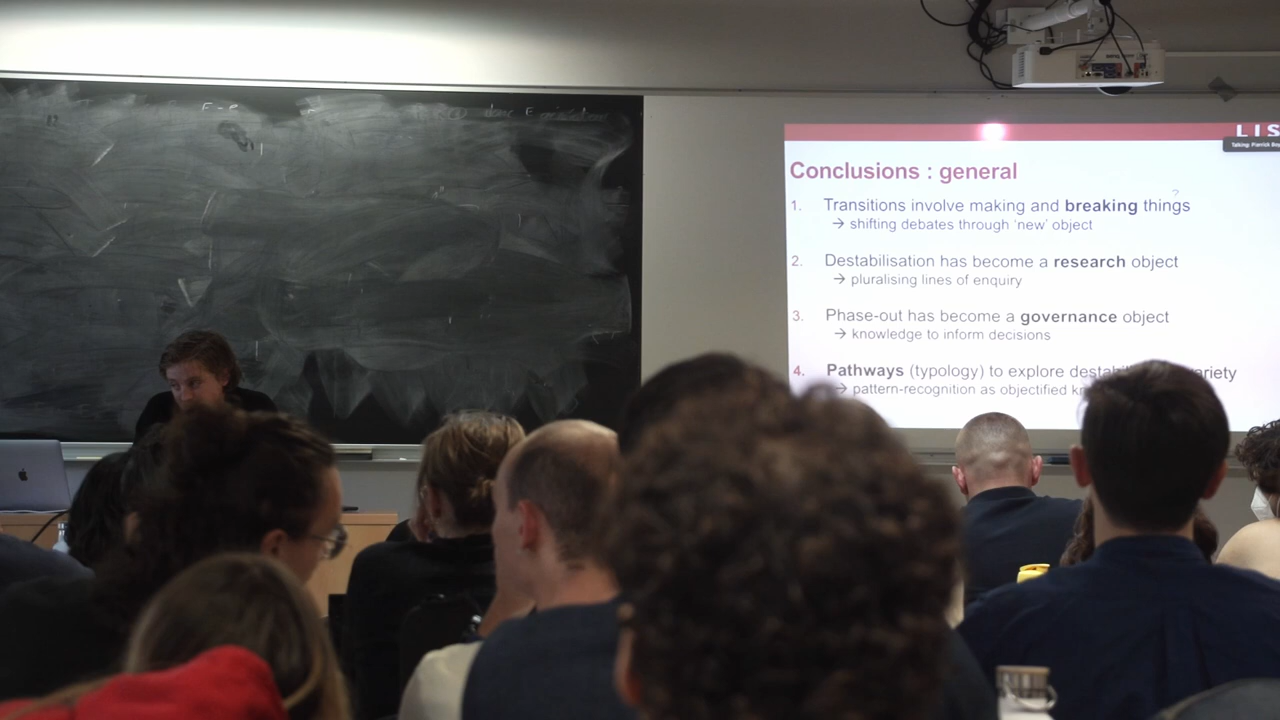 LIS
Talking: Pierrick
Conclusions : general
1. Transitions involve making and breaking things
→ shifting debates through 'new' object
2. Destabilisation has become a research object
→ pluralising lines of enquiry
3. Phase-out has become a governance object
→ knowledge to inform decisions
4. Pathways (typology) to explore
→ pattern-recognition as objectified